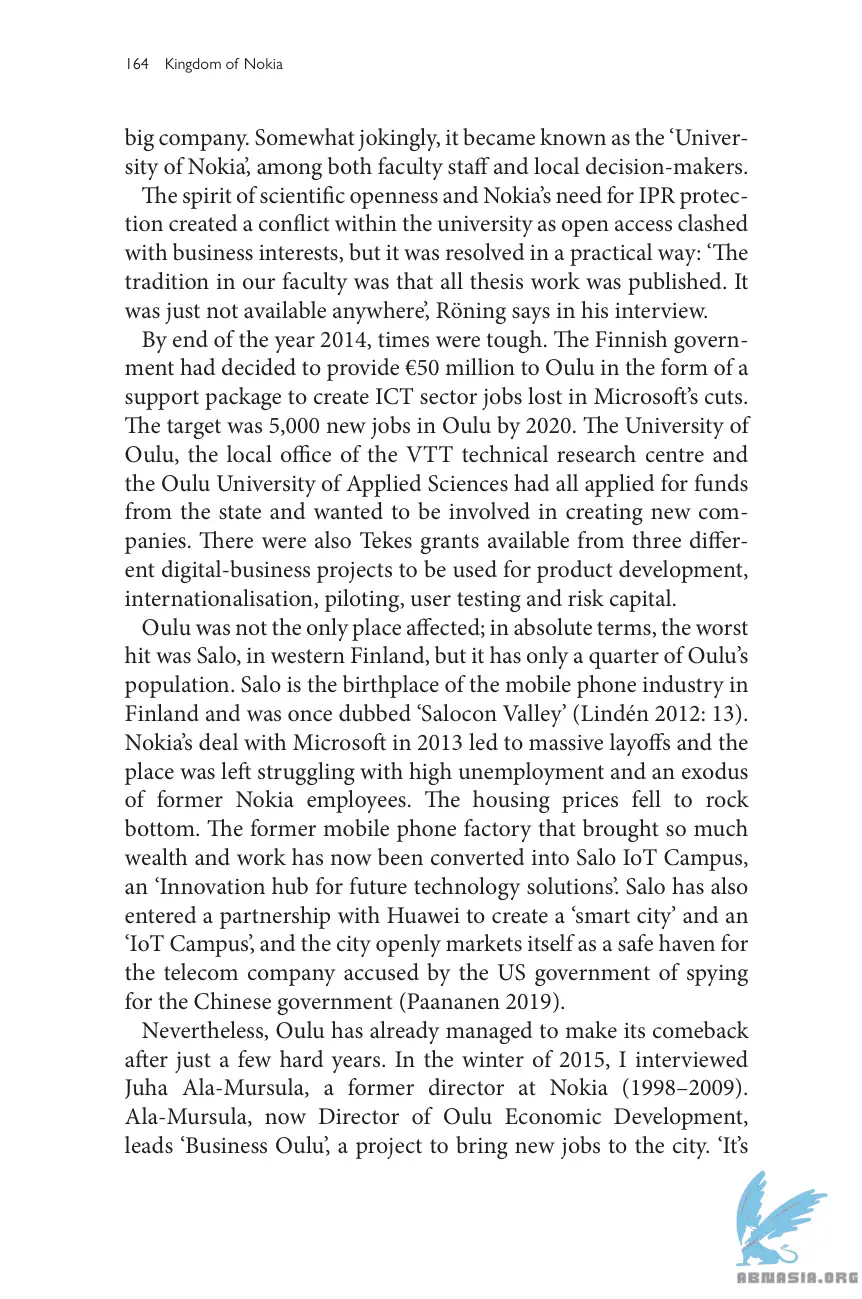 164 Kingdom of Nokia
big company. Somewhat jokingly, it became known as the ‘Univer-
sity of Nokia’, among both faculty staff and local decision-makers.
The spirit of scientific openness and Nokia’s need for IPR protec-
tion created a conflict within the university as open access clashed
with business interests, but it was resolved in a practical way: ‘The
tradition in our faculty was that all thesis work was published. It
was just not available anywhere’, Röning says in his interview.
By end of the year 2014, times were tough. The Finnish govern-
ment had decided to provide €50 million to Oulu in the form of a
support package to create ICT sector jobs lost in Microsoft’s cuts.
The target was 5,000 new jobs in Oulu by 2020. The University of
Oulu, the local office of the VTT technical research centre and
the Oulu University of Applied Sciences had all applied for funds
from the state and wanted to be involved in creating new com-
panies. There were also Tekes grants available from three differ-
ent digital-business projects to be used for product development,
internationalisation, piloting, user testing and risk capital.
Oulu was not the only place affected; in absolute terms, the worst
hit was Salo, in western Finland, but it has only a quarter of Oulu’s
population. Salo is the birthplace of the mobile phone industry in
Finland and was once dubbed ‘Salocon Valley’ (Lindén 2012: 13).
Nokia’s deal with Microsoft in 2013 led to massive layoffs and the
place was left struggling with high unemployment and an exodus
of former Nokia employees. The housing prices fell to rock
bottom. The former mobile phone factory that brought so much
wealth and work has now been converted into Salo IoT Campus,
an ‘Innovation hub for future technology solutions’. Salo has also
entered a partnership with Huawei to create a ‘smart city’ and an
‘IoT Campus’, and the city openly markets itself as a safe haven for
the telecom company accused by the US government of spying
for the Chinese government (Paananen 2019).
Nevertheless, Oulu has already managed to make its comeback
after just a few hard years. In the winter of 2015, I interviewed
Juha Ala-Mursula, a former director at Nokia (1998–2009).
Ala-Mursula, now Director of Oulu Economic Development,
leads ‘Business Oulu’, a project to bring new jobs to the city. ‘It’s
ABNASIA.ORG